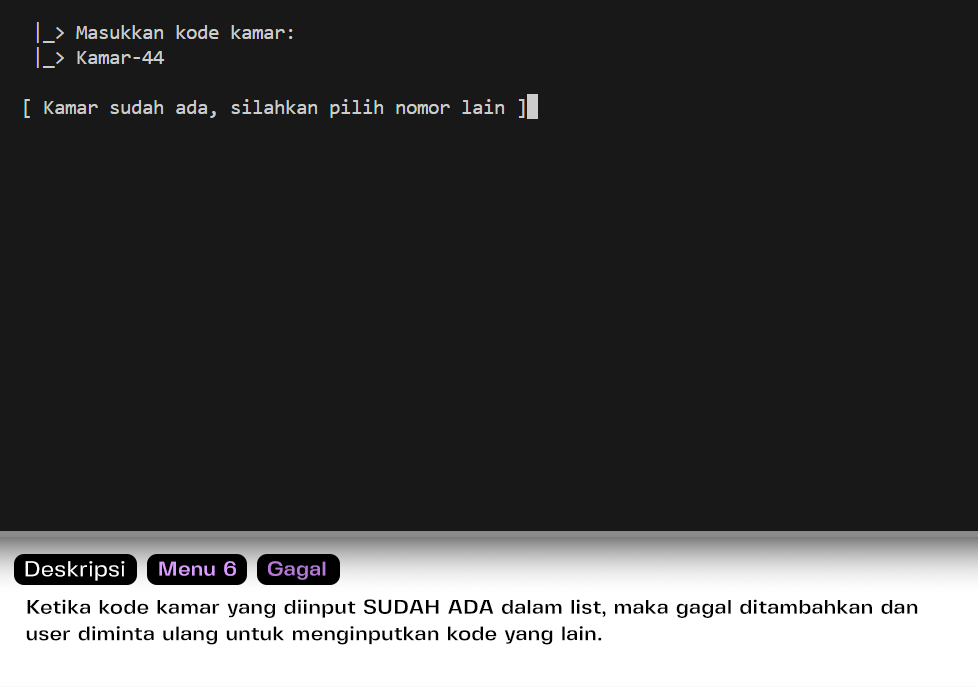 |_> Masukkan kode kamar:
|_> Kamar-44
[ Kamar sudah ada, silahkan pilih nomor lain ]
Deskripsi Menu 6 Gagal
Ketika kode kamar yang diinput SUDAH ADA dalam list, maka gagal ditambahkan dan
user diminta ulang untuk menginputkan kode yang lain.